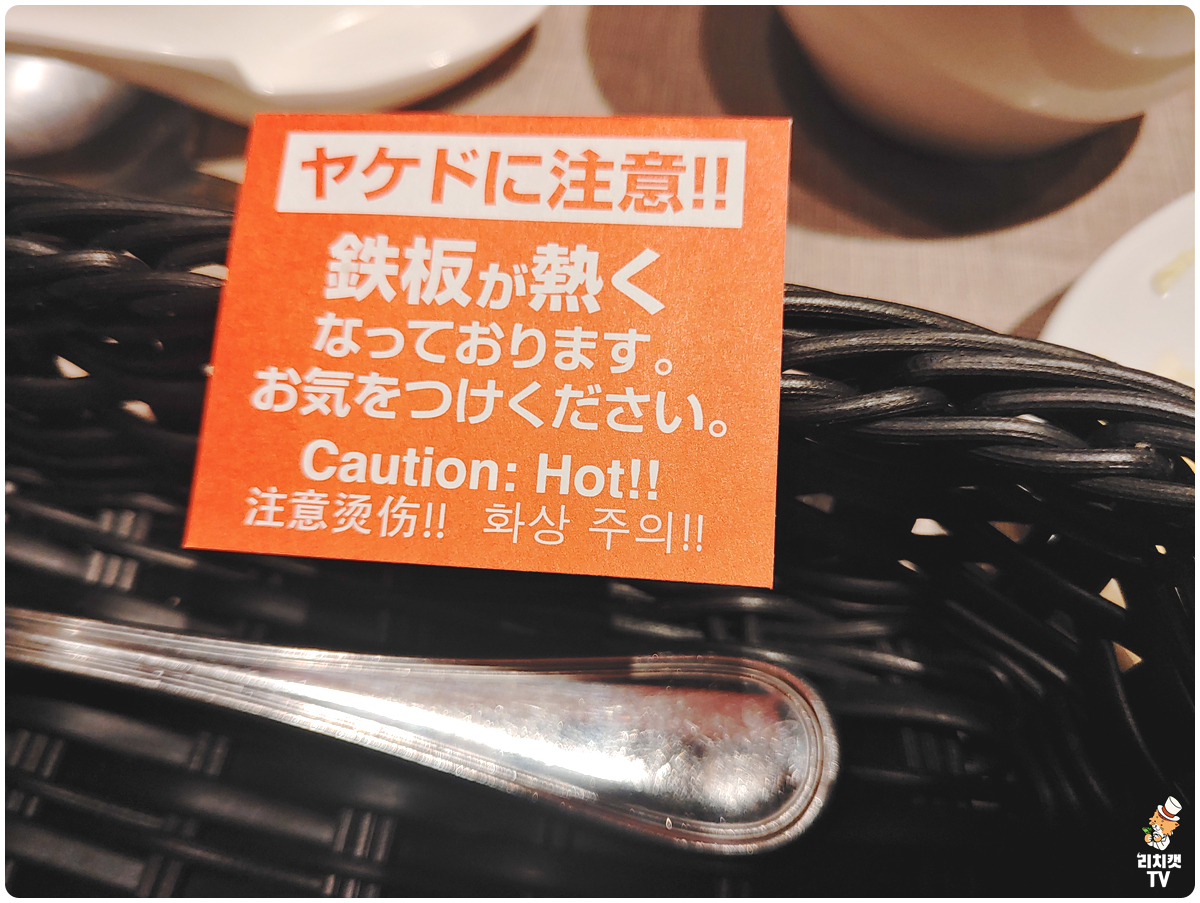 ヤケドに注意!!
鉄板が熱く
なっております。
お気をつけください。
Caution: Hot!!
注意烫伤!! 화상 주의!!
리치캣
TV